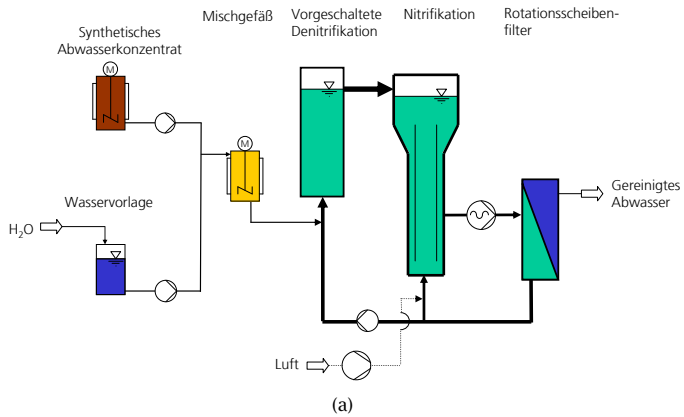 Mischgefäß
Vorgeschaltete
Denitrifikation
Nitrifikation
Rotationsscheiben-
filter
Synthetisches
Abwasserkonzentrat
M
M
Wasservorlage
H₂O
Gereinigtes
Abwasser
Luft
(a)